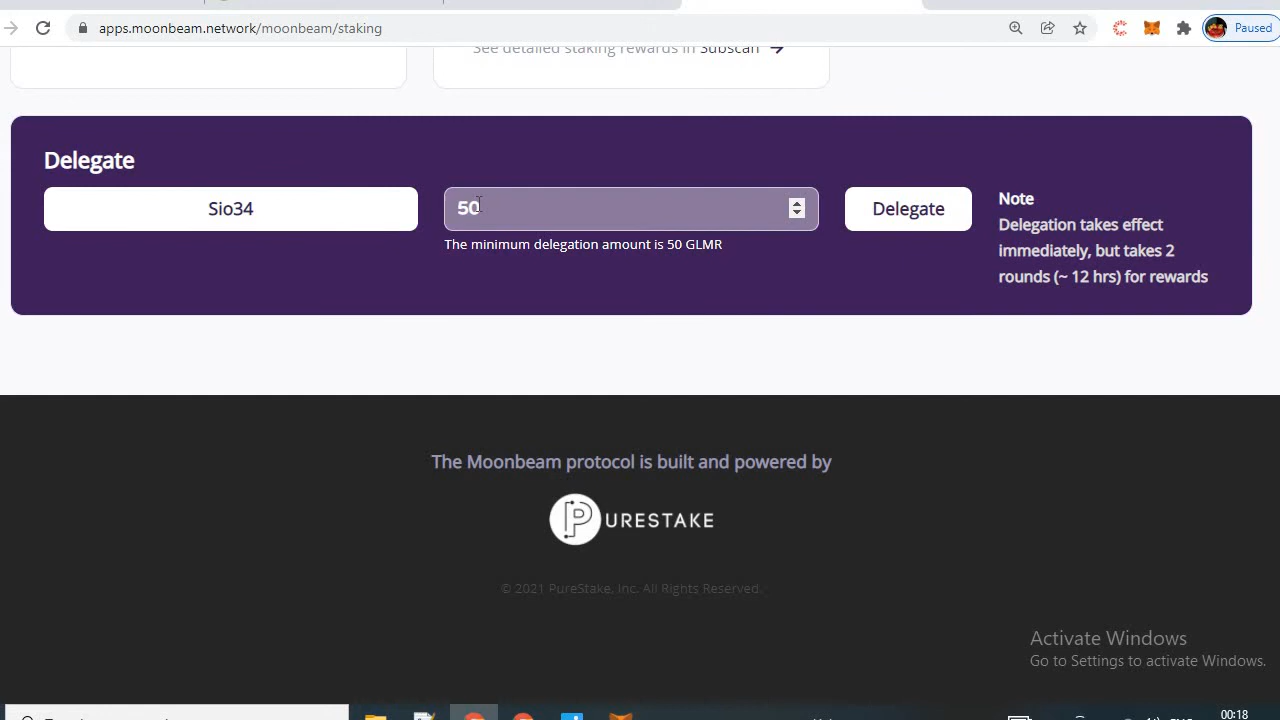 apps.moonbeam.network/moonbeam/staking
Paused
See detailed staking rewards in Subscan →
Delegate
Sio34
50
Delegate
The minimum delegation amount is 50 GLMR
Note
Delegation takes effect
immediately, but takes 2
rounds (~ 12 hrs) for rewards
The Moonbeam protocol is built and powered by
PURESTAKE
© 2021 PureStake, Inc. All Rights Reserved.
Activate Windows
Go to Settings to activate Windows.
00:18